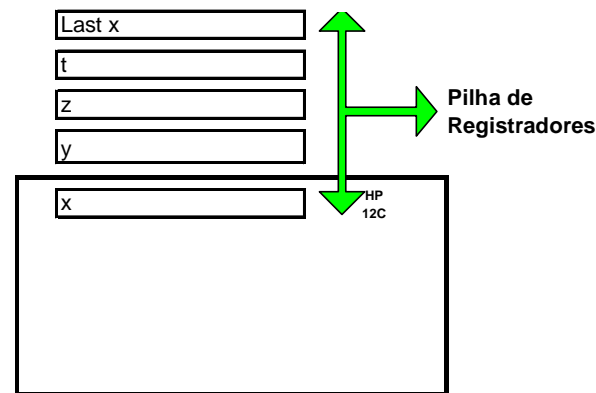 Last x
t
z
y
x
Pilha de
Registradores
HP
12C